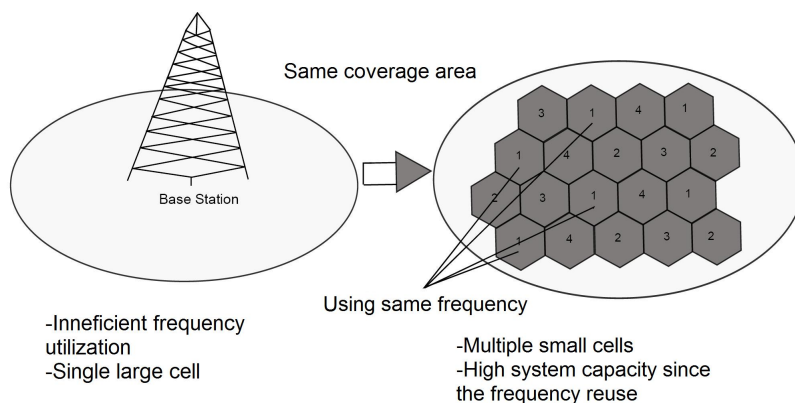 Same coverage area
3 1 4 1
1 4 2 3 2
2 3 1 4 1
1 4 2 3 2
Base Station
Using same frequency
-Inneficient frequency
utilization
-Single large cell
-Multiple small cells
-High system capacity since
the frequency reuse